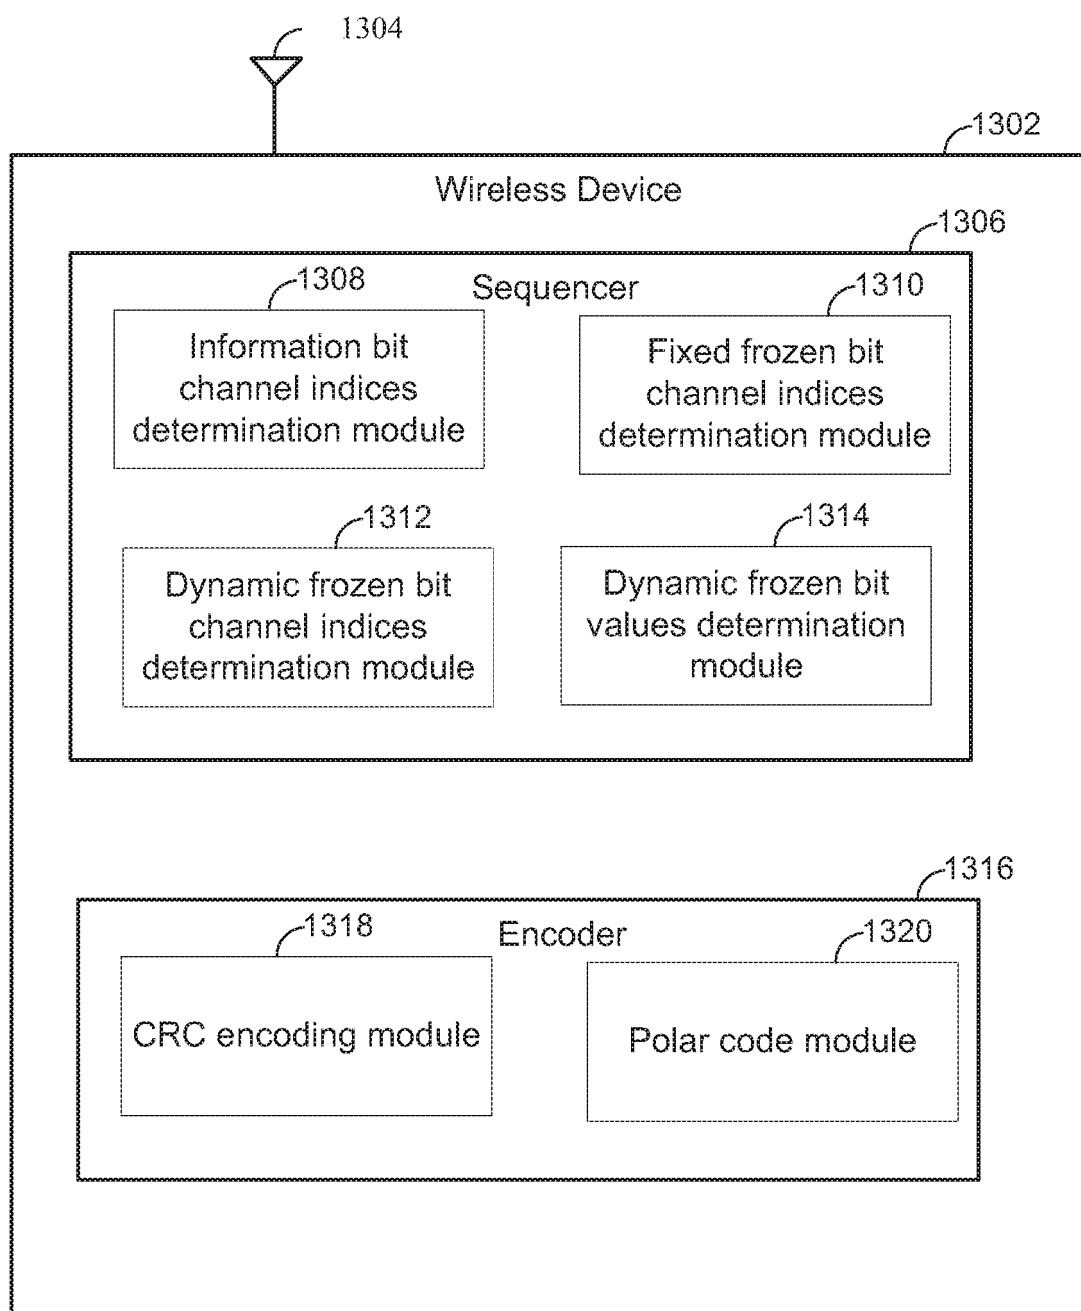 1304
1302
Wireless Device
1306
Sequencer
1308
1310
Information bit
channel indices
determination module
Fixed frozen bit
channel indices
determination module
1312
1314
Dynamic frozen bit
channel indices
determination module
Dynamic frozen bit
values determination
module
1316
Encoder
1318
1320
CRC encoding module
Polar code module